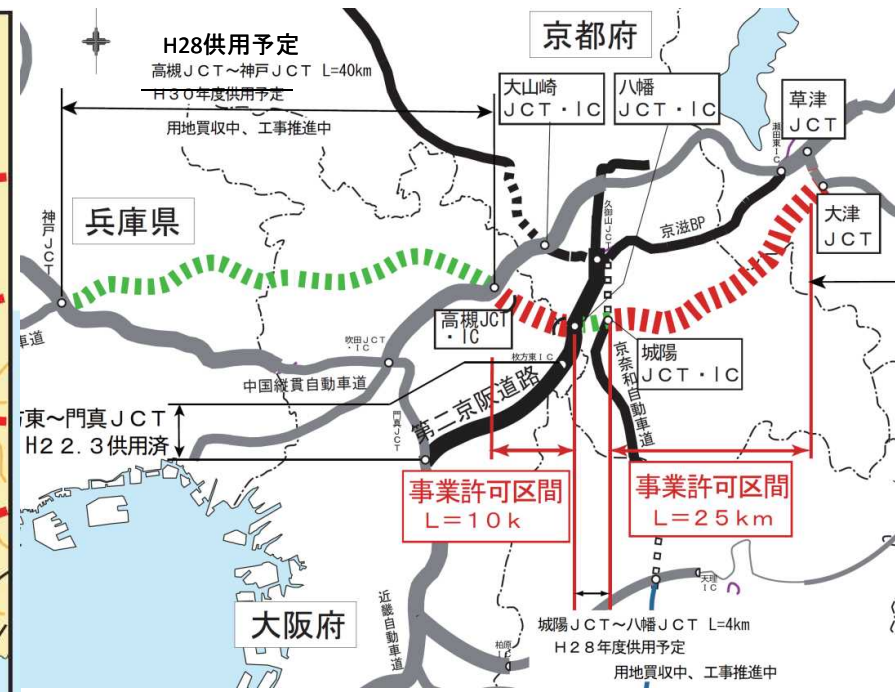 H28供用予定
高槻JCT～神戸JCT L=40km
H30年度供用予定
用地買収中、工事推進中
京都府
大山崎
JCT・IC
八幡
JCT・IC
草津
JCT
瀬田東IC
大津
JCT
兵庫県
神戸JCT
久御山JCT
京滋BP
高槻JCT
・IC
城陽
JCT・IC
吹田JCT
・IC
枚方東IC
中国縦貫自動車道
車道
第二京阪道路
京奈和自動車道
門真JCT
方東～門真JCT
H22.3供用済
事業許可区間
L=10k
事業許可区間
L=25km
大阪府
近畿自動車道
柏原
IC
天理
IC
城陽JCT～八幡JCT L=4km
H28年度供用予定
用地買収中、工事推進中